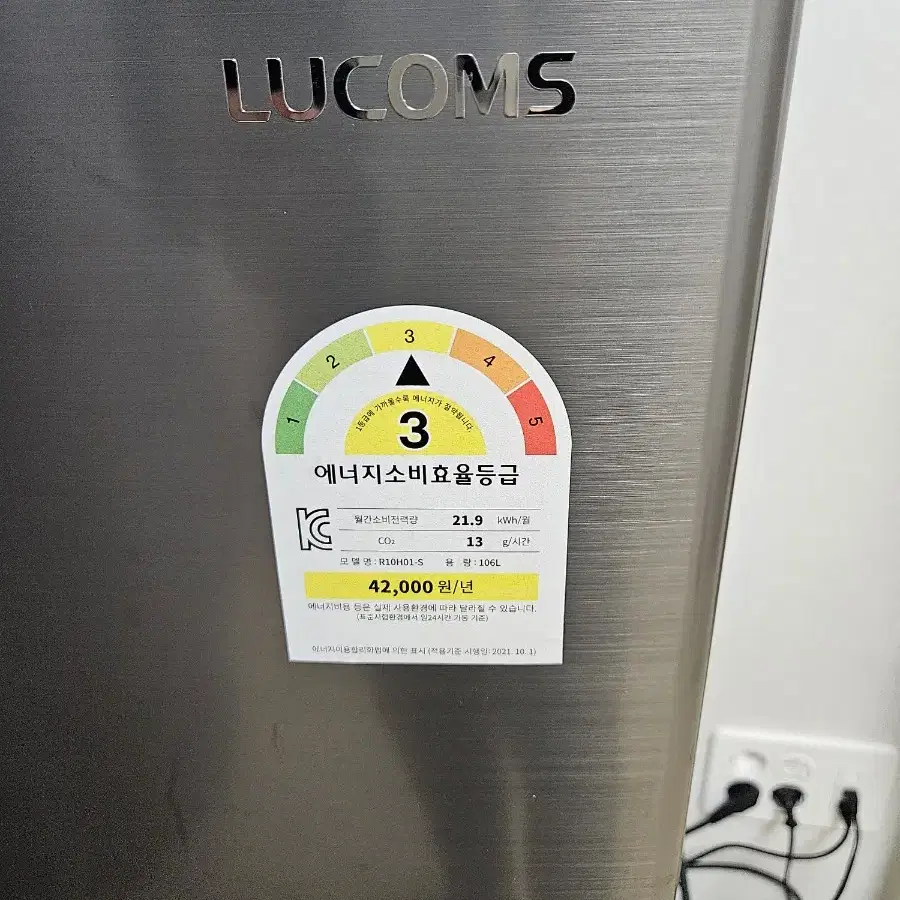 LUCOMS
1 2 3 4 5
1등급에 가까울수록 에너지가 절약됩니다.
3
에너지소비효율등급
월간소비전력량 21.9 kWh/월
CO₂ 13 g/시간
모 델 명 : R10H01-S 용 량 : 106L
42,000 원/년
에너지비용 등은 실제 사용환경에 따라 달라질 수 있습니다.
(표준시험환경에서 일24시간 가동 기준)
에너지이용합리화법에 의한 표시 (적용기준 시행일: 2021. 10. 1)